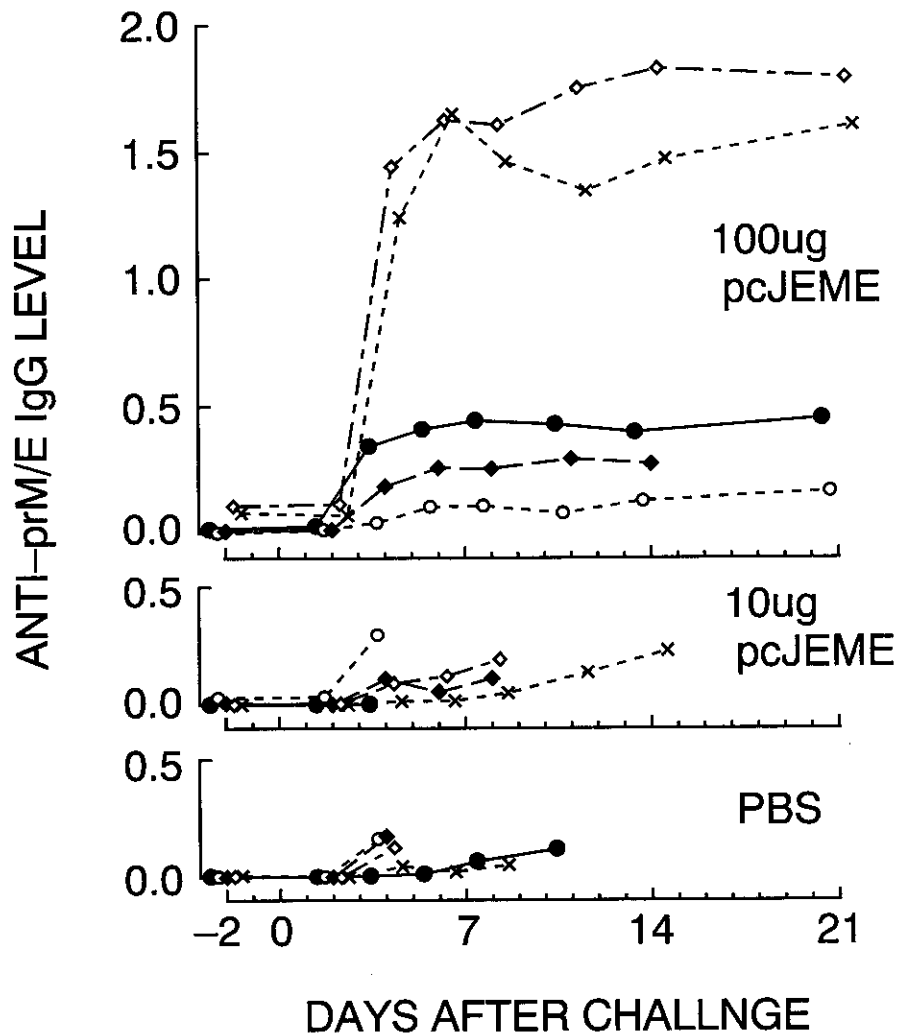 ANTI–prM/E IgG LEVEL
2.0
1.5
1.0
0.5
0.0
100ug
pcJEME
0.5
0.0
10ug
pcJEME
0.5
0.0
PBS
–2 0 7 14 21
DAYS AFTER CHALLNGE